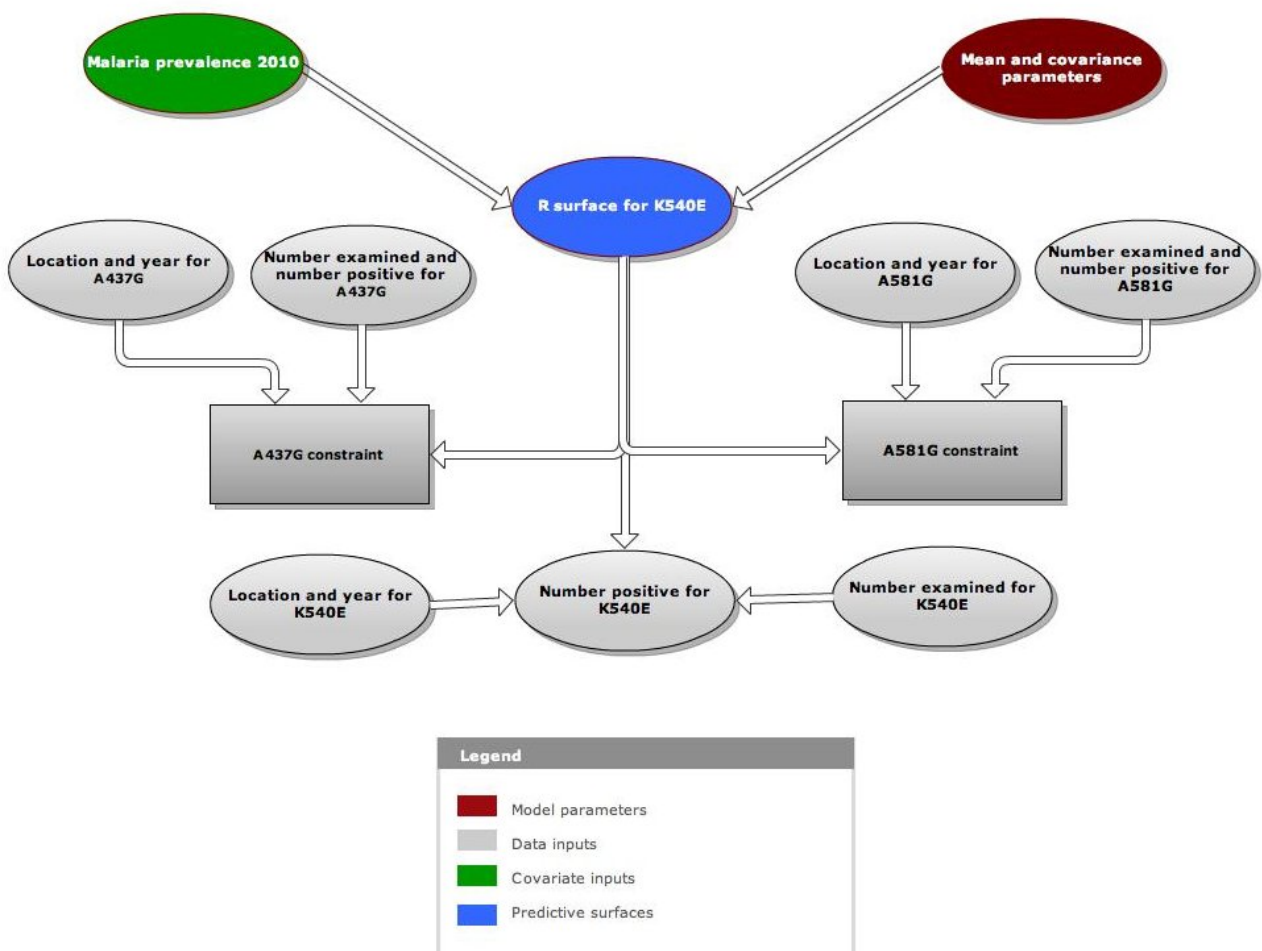 Malaria prevalence 2010
Mean and covariance
parameters
R surface for K540E
Location and year for
A437G
Number examined and
number positive for
A437G
Location and year for
A581G
Number examined and
number positive for
A581G
A437G constraint
A581G constraint
Location and year for
K540E
Number positive for
K540E
Number examined for
K540E
Legend
Model parameters
Data inputs
Covariate inputs
Predictive surfaces